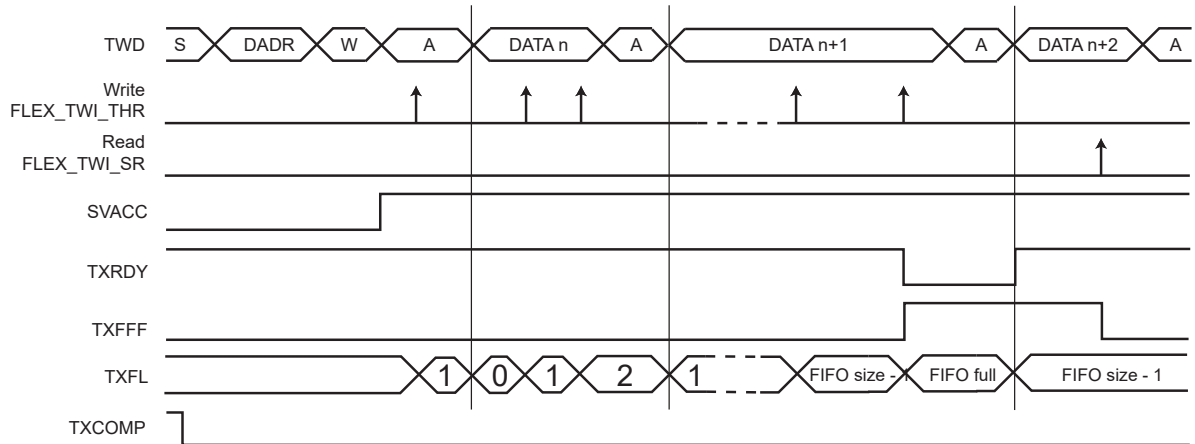 TWD S DADR W A DATA n A DATA n+1 A DATA n+2 A
Write
FLEX_TWI_THR
Read
FLEX_TWI_SR
SVACC
TXRDY
TXFFF
TXFL 1 0 1 2 1 FIFO size - 1 FIFO full FIFO size - 1
TXCOMP